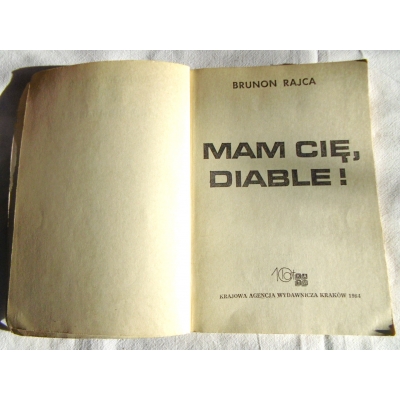 BRUNON RAJCA
MAM CIĘ,
DIABLE!
KRAJOWA AGENCJA WYDAWNICZA KRAKÓW 1984